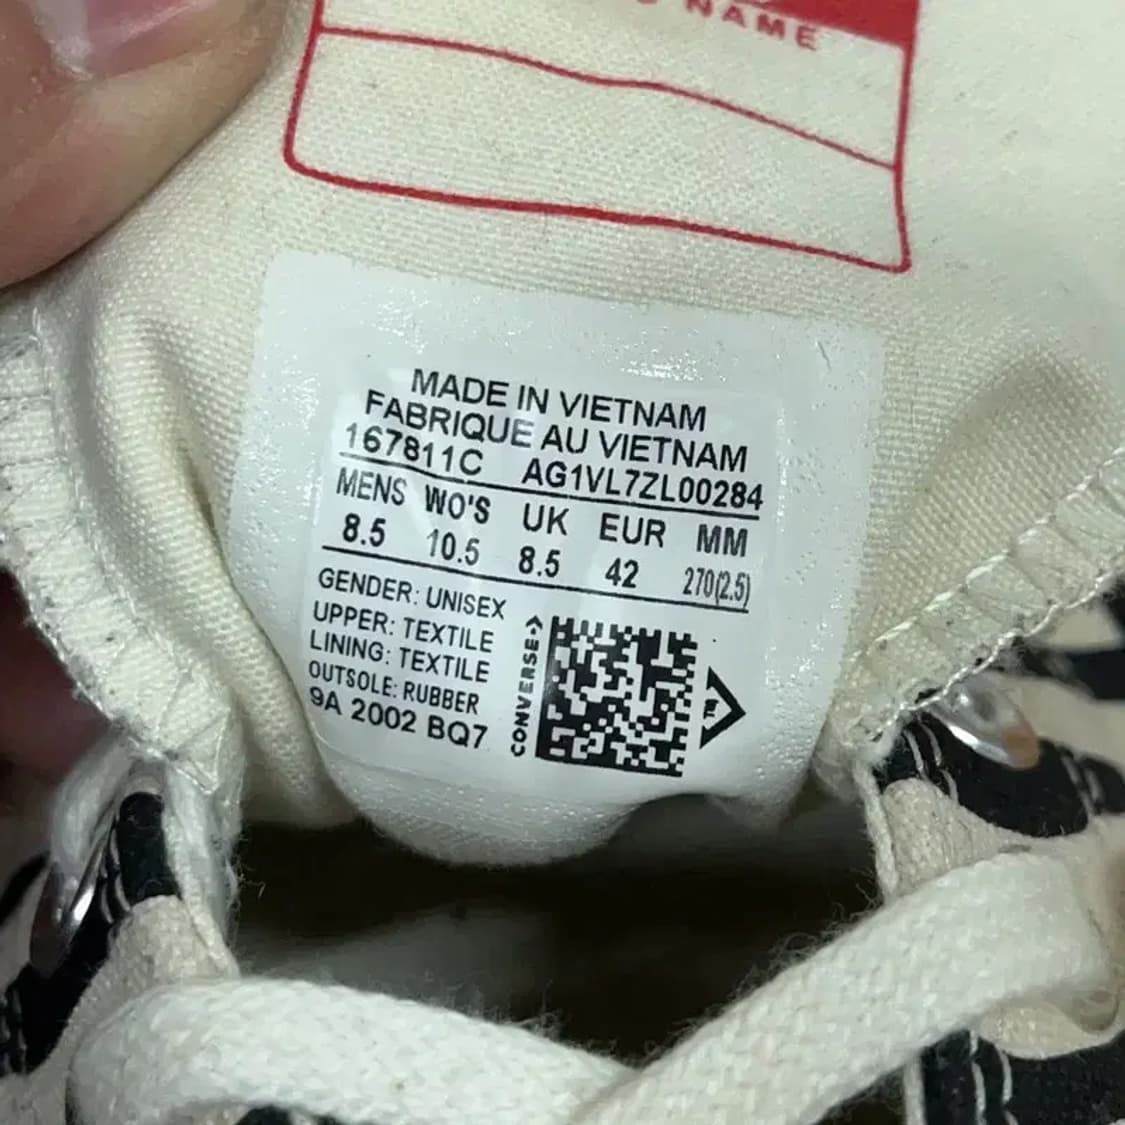 NAME
MADE IN VIETNAM
FABRIQUE AU VIETNAM
167811C AG1VL7ZL00284
MENS WO'S UK EUR MM
8.5 10.5 8.5 42 270(2.5)
GENDER: UNISEX
UPPER: TEXTILE
LINING: TEXTILE
OUTSOLE: RUBBER
9A 2002 BQ7
CONVERSE